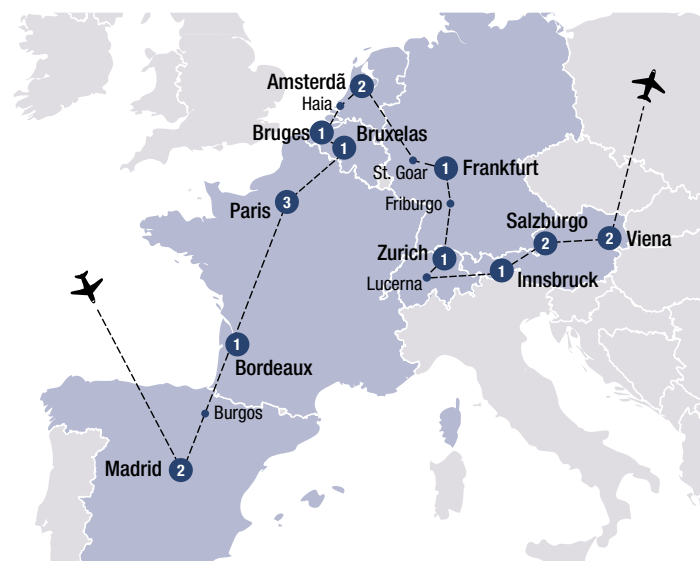 Amsterdã
2
Haia
Bruges
1
Bruxelas
1
St. Goar
1
Frankfurt
Paris
3
Friburgo
Salzburgo
2
2
Viena
Zurich
1
Lucerna
1
Innsbruck
1
Bordeaux
Burgos
Madrid
2